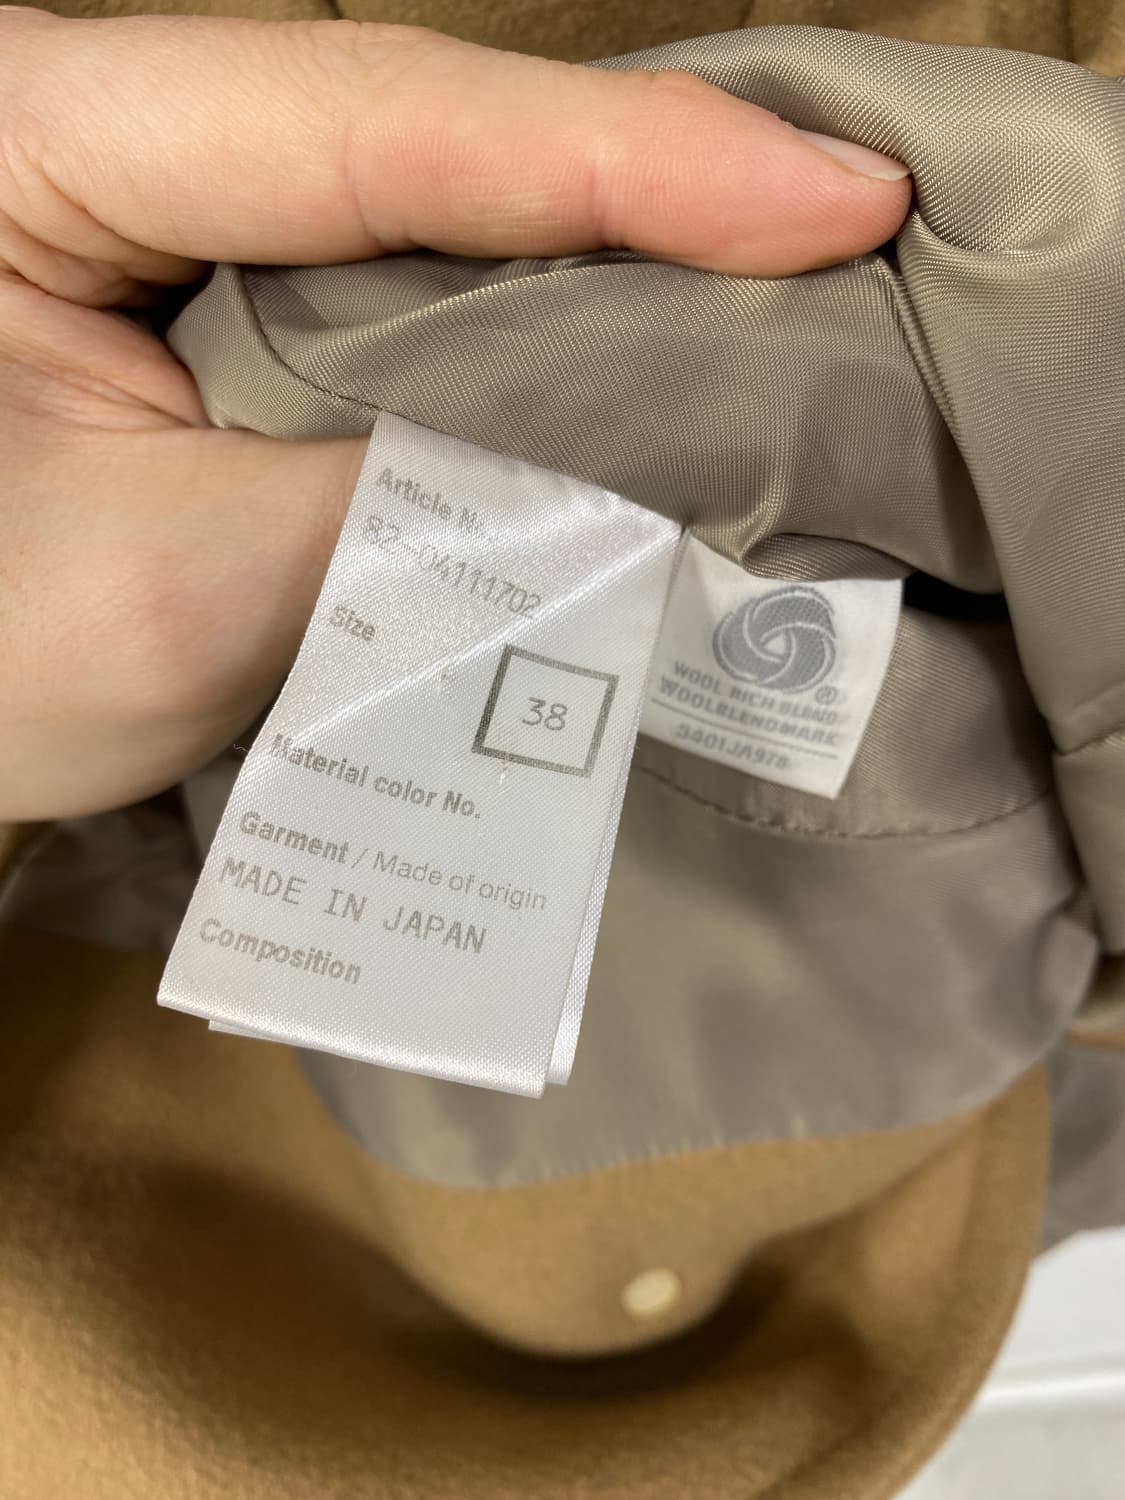 Article Nr.
82-04111702
Size
38
Material color No.
Garment / Made of origin
MADE IN JAPAN
Composition
®
WOOL RICH BLEND
WOOLBLENDMARK
3401JA978